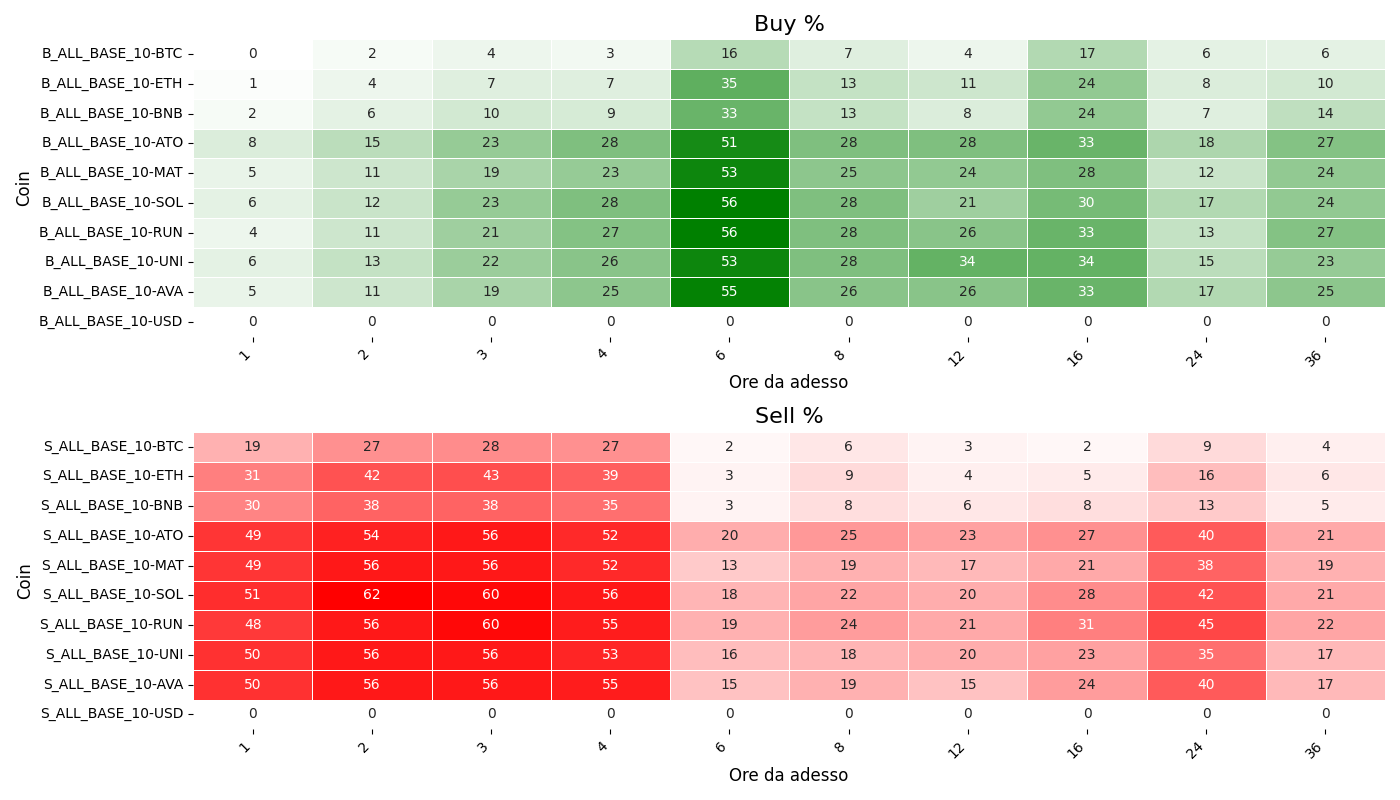 Buy %
Coin
B_ALL_BASE_10-BTC 0 2 4 3 16 7 4 17 6 6
B_ALL_BASE_10-ETH 1 4 7 7 35 13 11 24 8 10
B_ALL_BASE_10-BNB 2 6 10 9 33 13 8 24 7 14
B_ALL_BASE_10-ATO 8 15 23 28 51 28 28 33 18 27
B_ALL_BASE_10-MAT 5 11 19 23 53 25 24 28 12 24
B_ALL_BASE_10-SOL 6 12 23 28 56 28 21 30 17 24
B_ALL_BASE_10-RUN 4 11 21 27 56 28 26 33 13 27
B_ALL_BASE_10-UNI 6 13 22 26 53 28 34 34 15 23
B_ALL_BASE_10-AVA 5 11 19 25 55 26 26 33 17 25
B_ALL_BASE_10-USD 0 0 0 0 0 0 0 0 0 0
1 2 3 4 6 8 12 16 24 36
Ore da adesso
Sell %
Coin
S_ALL_BASE_10-BTC 19 27 28 27 2 6 3 2 9 4
S_ALL_BASE_10-ETH 31 42 43 39 3 9 4 5 16 6
S_ALL_BASE_10-BNB 30 38 38 35 3 8 6 8 13 5
S_ALL_BASE_10-ATO 49 54 56 52 20 25 23 27 40 21
S_ALL_BASE_10-MAT 49 56 56 52 13 19 17 21 38 19
S_ALL_BASE_10-SOL 51 62 60 56 18 22 20 28 42 21
S_ALL_BASE_10-RUN 48 56 60 55 19 24 21 31 45 22
S_ALL_BASE_10-UNI 50 56 56 53 16 18 20 23 35 17
S_ALL_BASE_10-AVA 50 56 56 55 15 19 15 24 40 17
S_ALL_BASE_10-USD 0 0 0 0 0 0 0 0 0 0
1 2 3 4 6 8 12 16 24 36
Ore da adesso